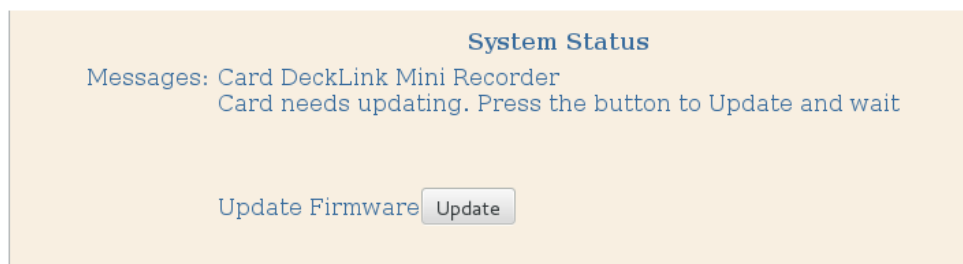 System Status
Messages: Card DeckLink Mini Recorder
Card needs updating. Press the button to Update and wait
Update Firmware Update